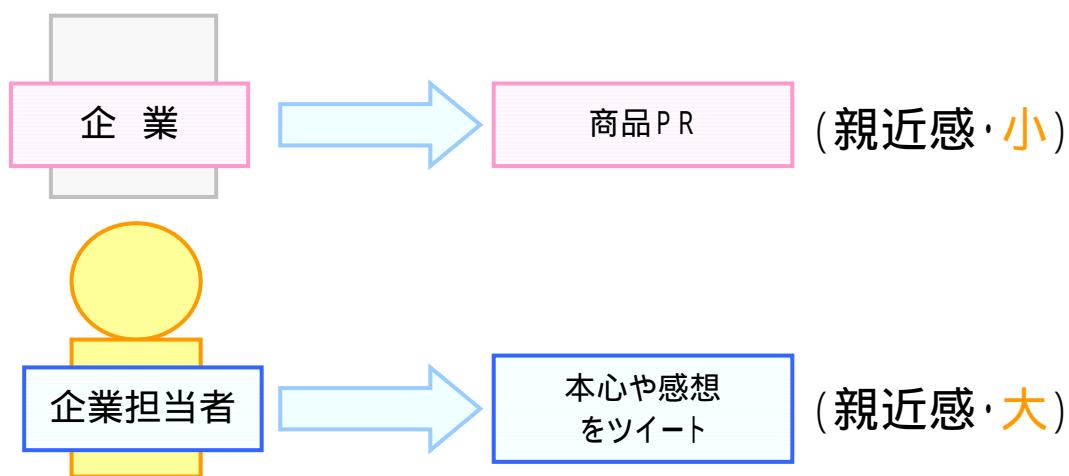 企 業
商品PR
(親近感・小)
企業担当者
本心や感想
をツイート
(親近感・大)